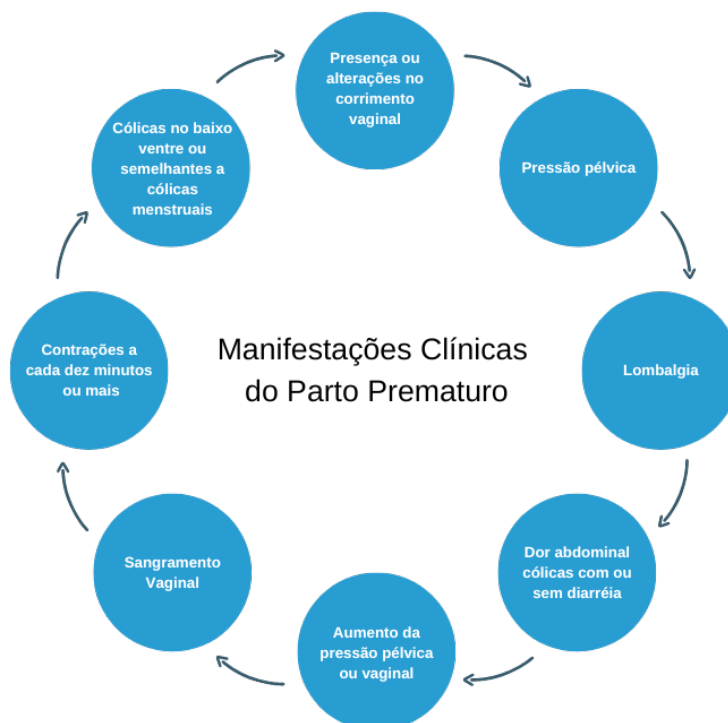 Presença ou
alterações no
corrimento
vaginal
Pressão pélvica
Lombalgia
Dor abdominal
cólicas com ou
sem diarréia
Aumento da
pressão pélvica
ou vaginal
Sangramento
Vaginal
Contrações a
cada dez minutos
ou mais
Cólicas no baixo
ventre ou
semelhantes a
cólicas
menstruais
Manifestações Clínicas
do Parto Prematuro